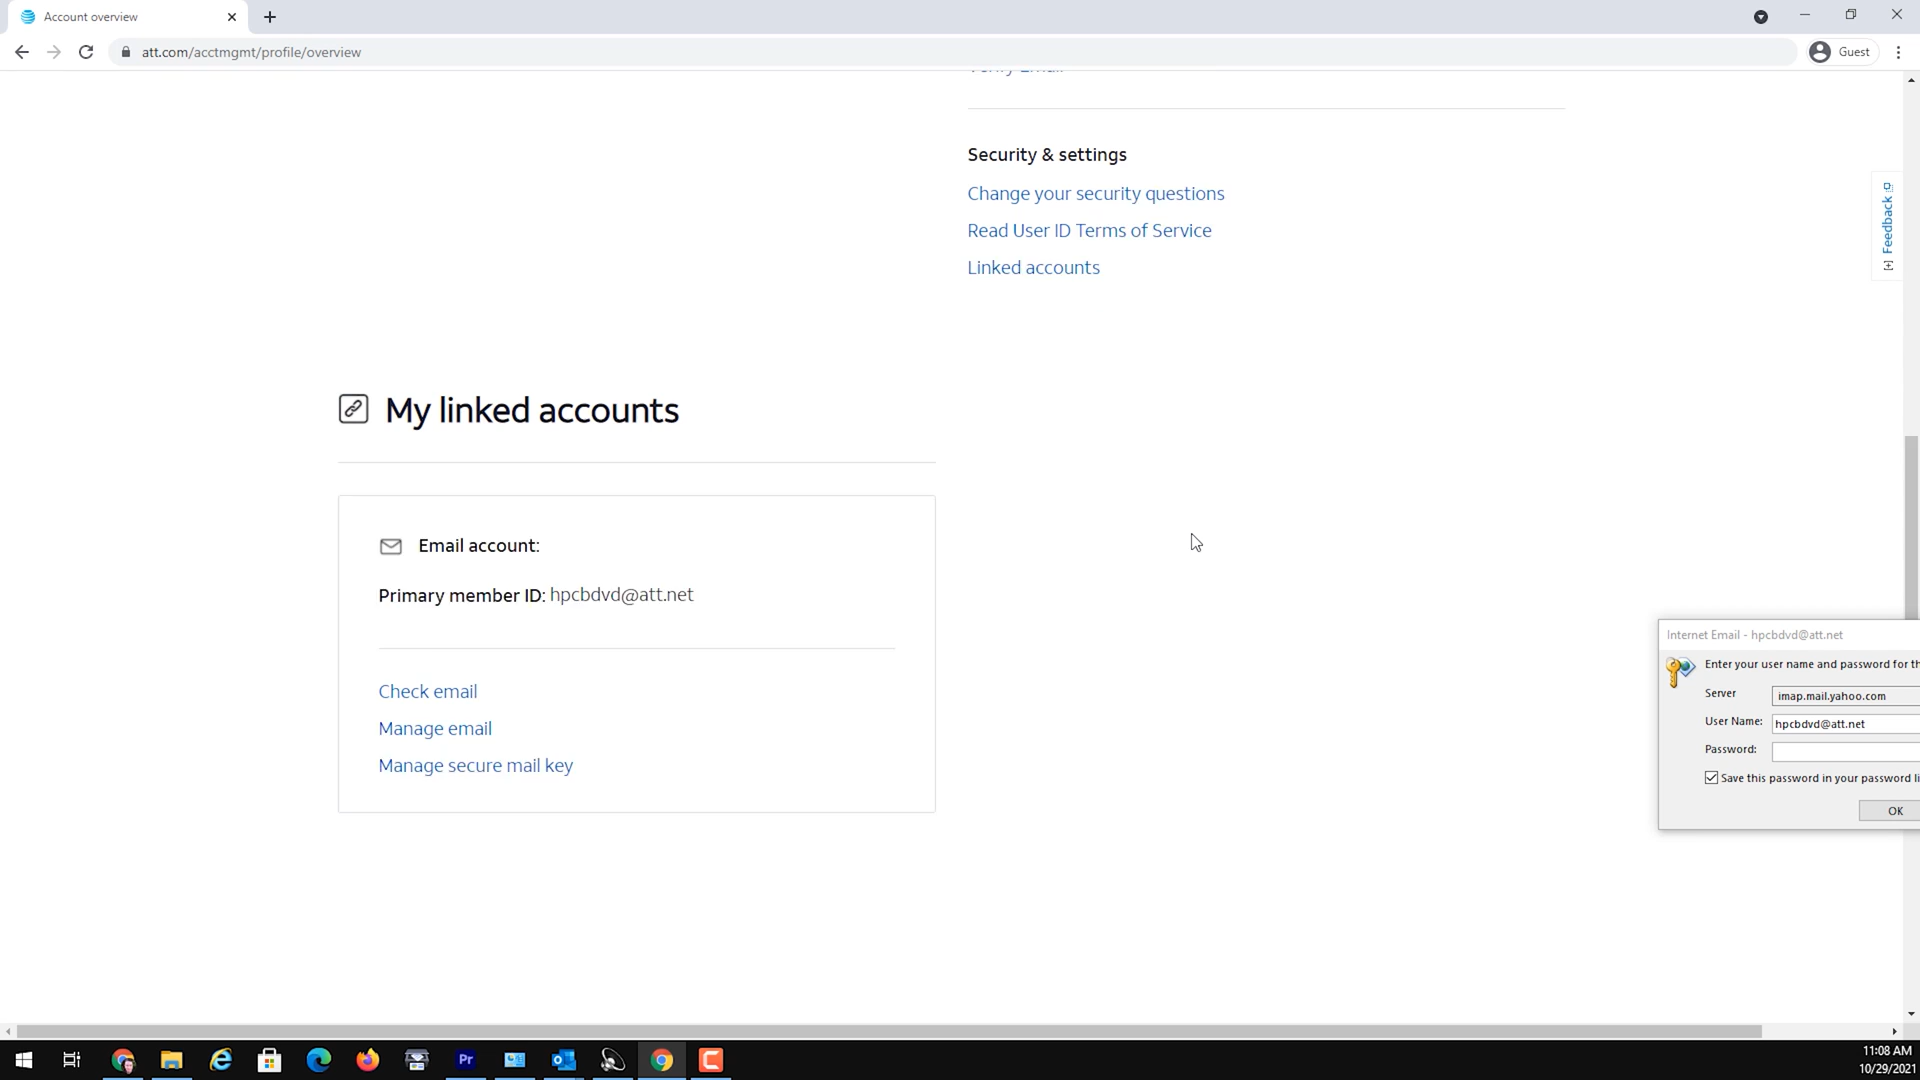 Account overview
att.com/acctmgmt/profile/overview
Guest
Security & settings
Change your security questions
Read User ID Terms of Service
Linked accounts
Feedback
My linked accounts
Email account:
Primary member ID: hpcbdvd@att.net
Check email
Manage email
Manage secure mail key
Internet Email - hpcbdvd@att.net
Enter your user name and password for
Server
imap.mail.yahoo.com
User Name:
hpcbdvd@att.net
Password:
Save this password in your password
OK
Pr
11:08 AM
10/29/2021